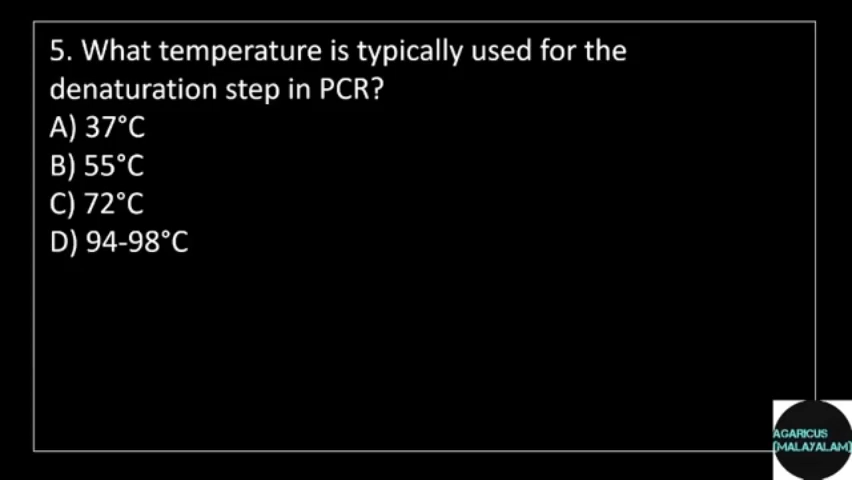 5. What temperature is typically used for the
denaturation step in PCR?
A) 37°C
B) 55°C
C) 72°C
D) 94-98°C
AGARICUS
(MALAYALAM)